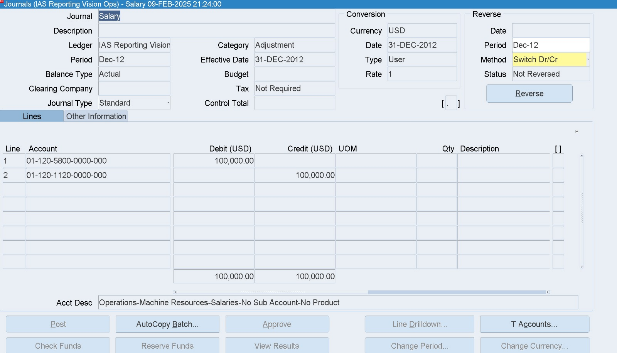 Journals (IAS Reporting Vision Ops) - Salary 09-FEB-2025 21:24:00
Journal Salary Conversion Reverse
Description Currency USD Date
Ledger IAS Reporting Vision Category Adjustment Date 31-DEC-2012 Period Dec-12
Period Dec-12 Effective Date 31-DEC-2012 Type User Method Switch Dr/Cr
Balance Type Actual Budget Rate 1 Status Not Reversed
Clearing Company Tax Not Required Reverse
Journal Type Standard Control Total [ . ]
Lines Other Information
Line Account Debit (USD) Credit (USD) UOM Qty Description [ ]
1 01-120-5800-0000-000 100,000.00
2 01-120-1120-0000-000 100,000.00
100,000.00 100,000.00
Acct Desc Operations-Machine Resources-Salaries-No Sub Account-No Product
Post AutoCopy Batch... Approve Line Drilldown... T Accounts...
Check Funds Reserve Funds View Results Change Period... Change Currency...